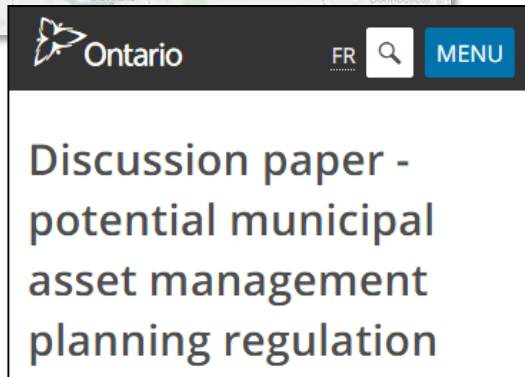 Ontario
FR
MENU
Discussion paper -
potential municipal
asset management
planning regulation